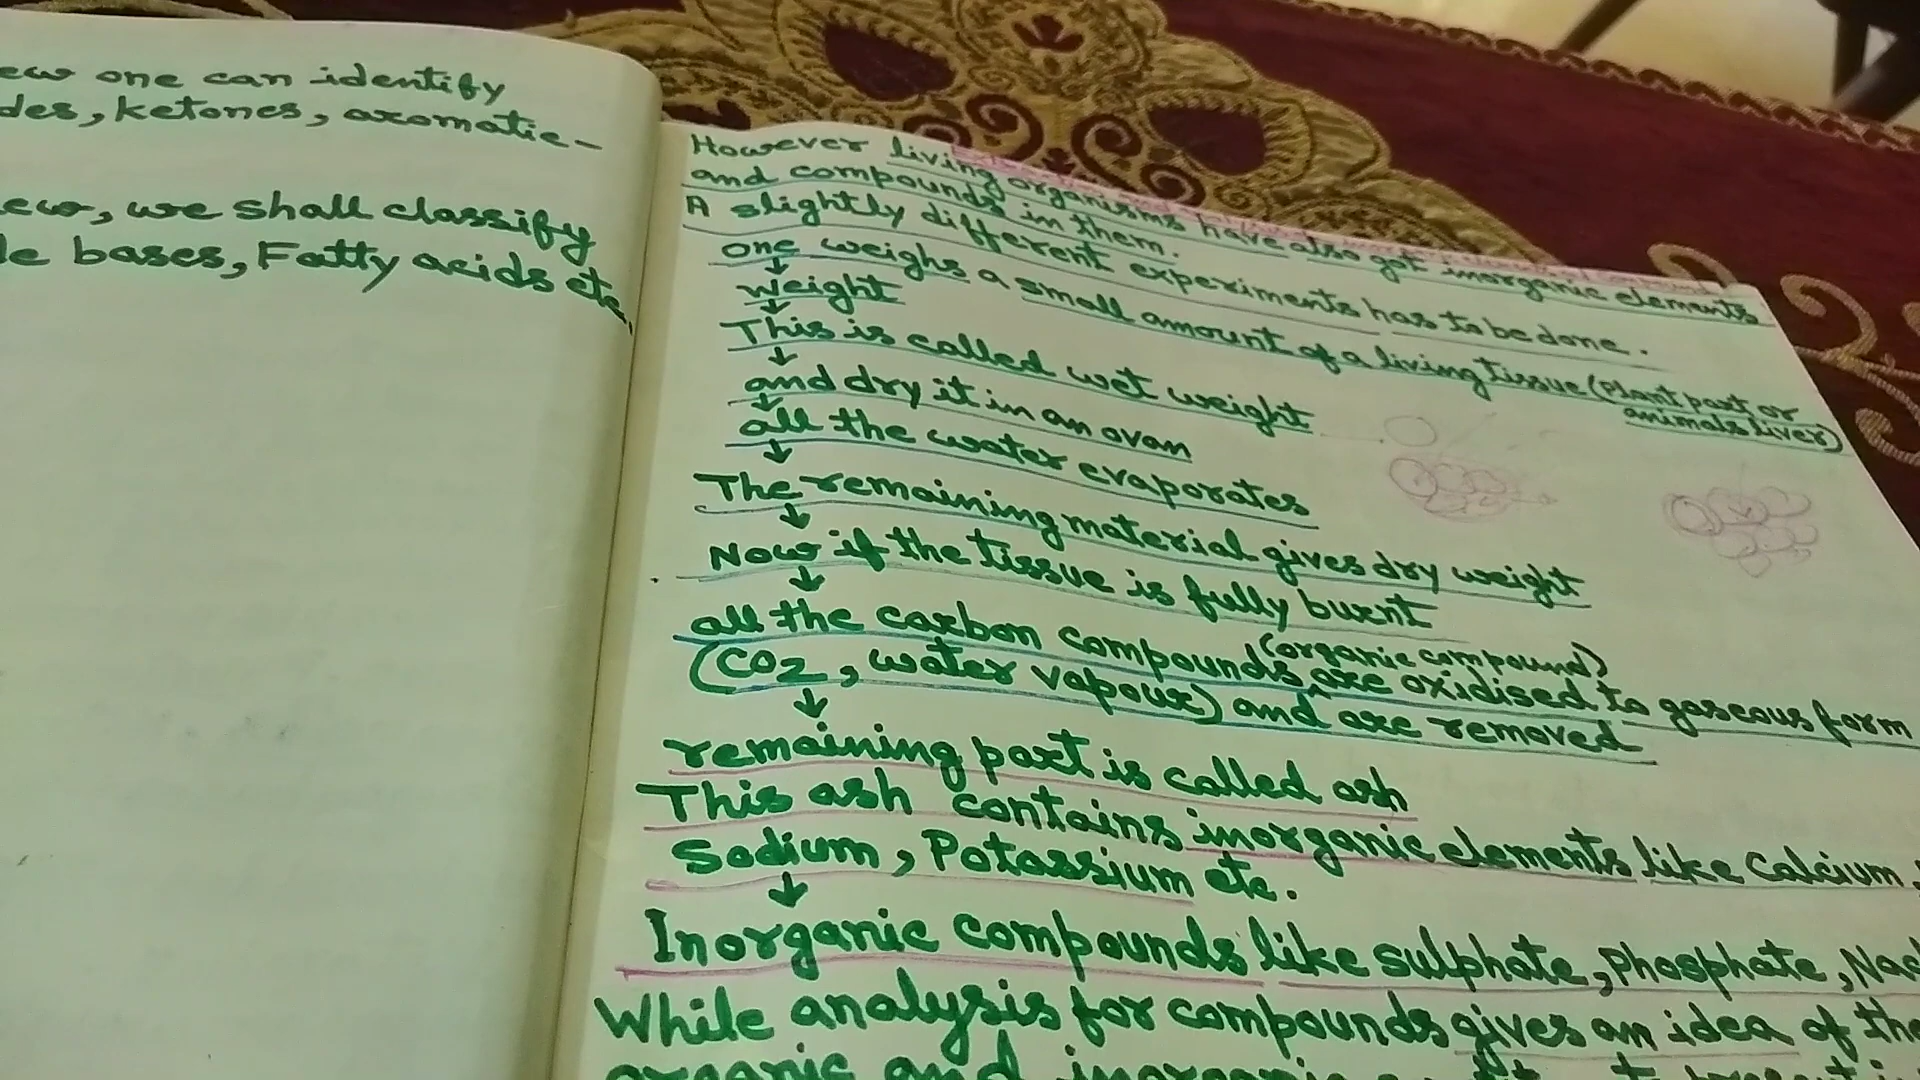 ew one can identify
des, ketones, aromatic-
ew, we shall classify
le bases, Fatty acids etc.
However living organisms have also got inorganic elements
and compounds in them.
A slightly different experiments has to be done.
one weighs a small amount of a living tissue (Plant part or
animals liver)
weight
This is called wet weight
and dry it in an ovan
all the water evaporates
The remaining material gives dry weight
Now if the tissue is fully burnt
all the carbon compounds (organic compound) are oxidised to gaseous form
(CO2, water vapour) and are removed
remaining part is called ash
This ash contains inorganic elements like Calcium,
Sodium, Potassium etc.
Inorganic compounds like sulphate, Phosphate, Nac
While analysis for compounds gives an idea of the
organic and inorganic